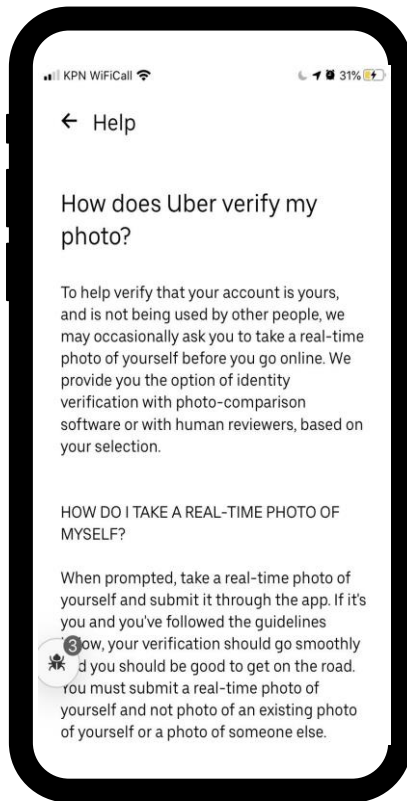 KPN WiFiCall 31%
← Help
How does Uber verify my
photo?
To help verify that your account is yours,
and is not being used by other people, we
may occasionally ask you to take a real-time
photo of yourself before you go online. We
provide you the option of identity
verification with photo-comparison
software or with human reviewers, based on
your selection.
HOW DO I TAKE A REAL-TIME PHOTO OF
MYSELF?
When prompted, take a real-time photo of
yourself and submit it through the app. If it's
you and you've followed the guidelines
3
, your verification should go smoothly
you should be good to get on the road.
You must submit a real-time photo of
yourself and not photo of an existing photo
of yourself or a photo of someone else.